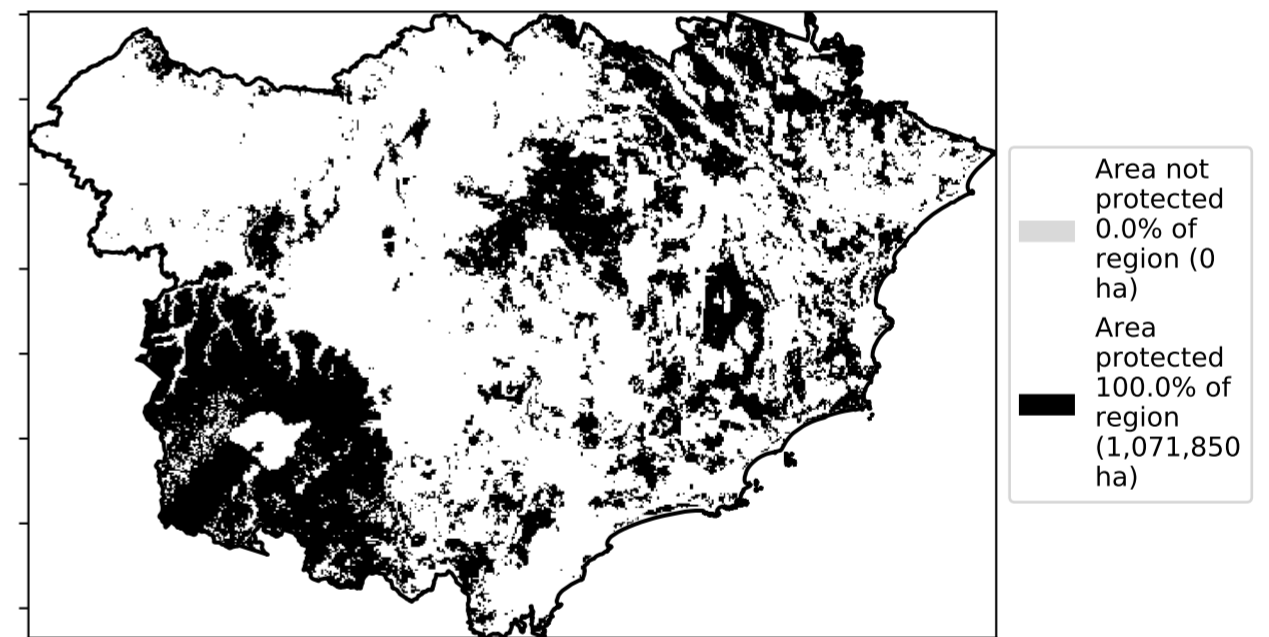 Area not
protected
0.0% of
region (0
ha)
Area
protected
100.0% of
region
(1,071,850
ha)